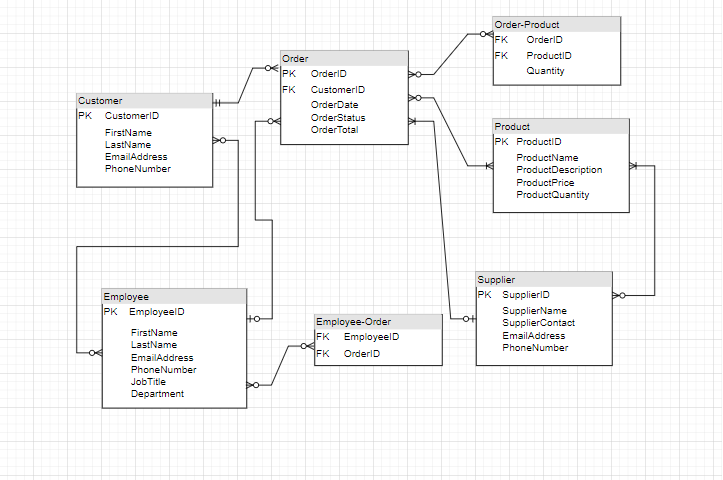 Order-Product
FK OrderID
FK ProductID
Quantity
Order
PK OrderID
FK CustomerID
OrderDate
OrderStatus
OrderTotal
Customer
PK CustomerID
FirstName
LastName
EmailAddress
PhoneNumber
Product
PK ProductID
ProductName
ProductDescription
ProductPrice
ProductQuantity
Supplier
PK SupplierID
SupplierName
SupplierContact
EmailAddress
PhoneNumber
Employee
PK EmployeeID
FirstName
LastName
EmailAddress
PhoneNumber
JobTitle
Department
Employee-Order
FK EmployeeID
FK OrderID